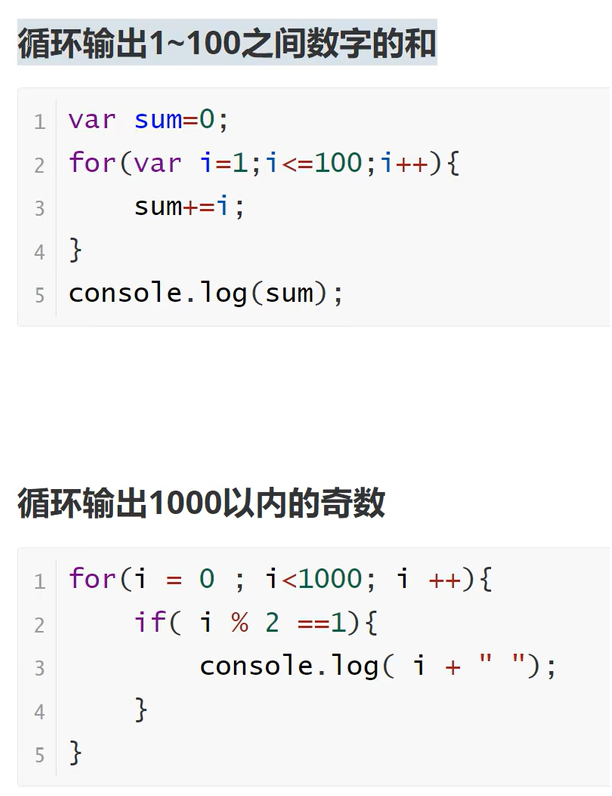 循环输出1~100之间数字的和
1 var sum=0;
2 for(var i=1;i<=100;i++){
3     sum+=i;
4 }
5 console.log(sum);
循环输出1000以内的奇数
1 for(i = 0 ; i<1000; i ++){
2     if( i % 2 ==1){
3         console.log( i + " ");
4     }
5 }